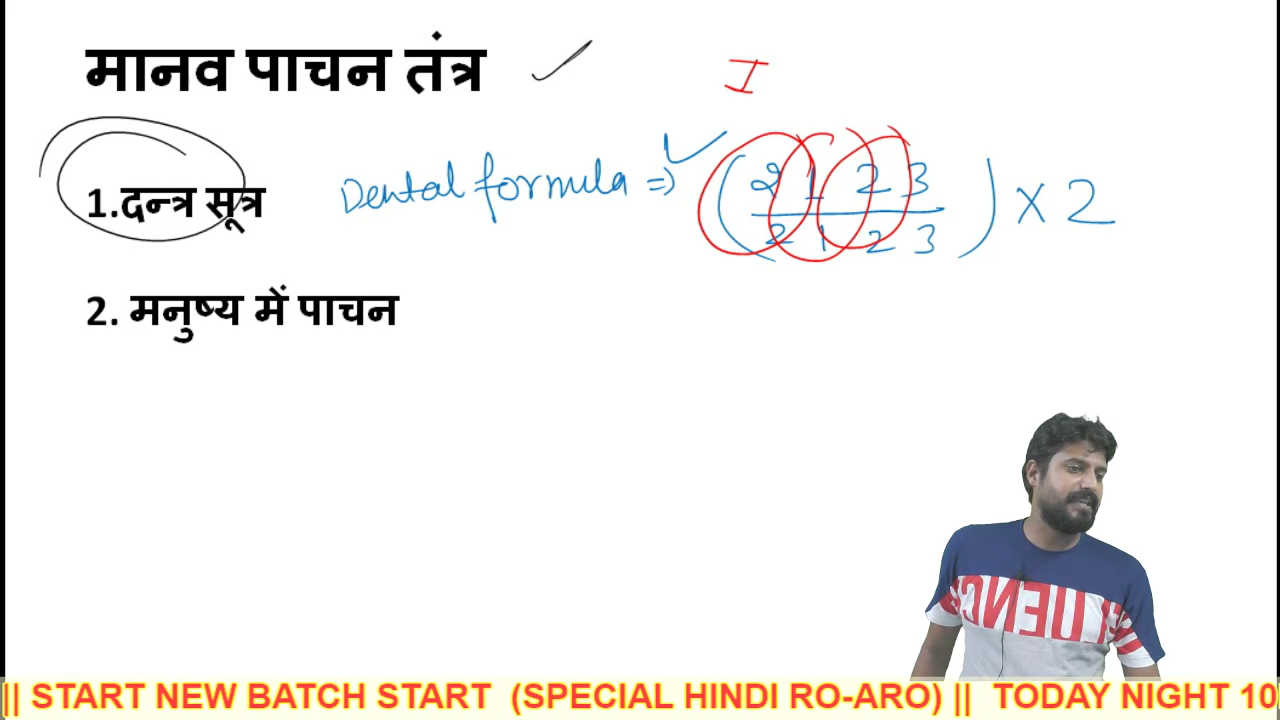 मानव पाचन तंत्र
I
1.दन्त्र सूत्र
Dental formula ⇒ (2 1 2 3 / 2 1 2 3) × 2
2. मनुष्य में पाचन
|| START NEW BATCH START (SPECIAL HINDI RO-ARO) || TODAY NIGHT 10